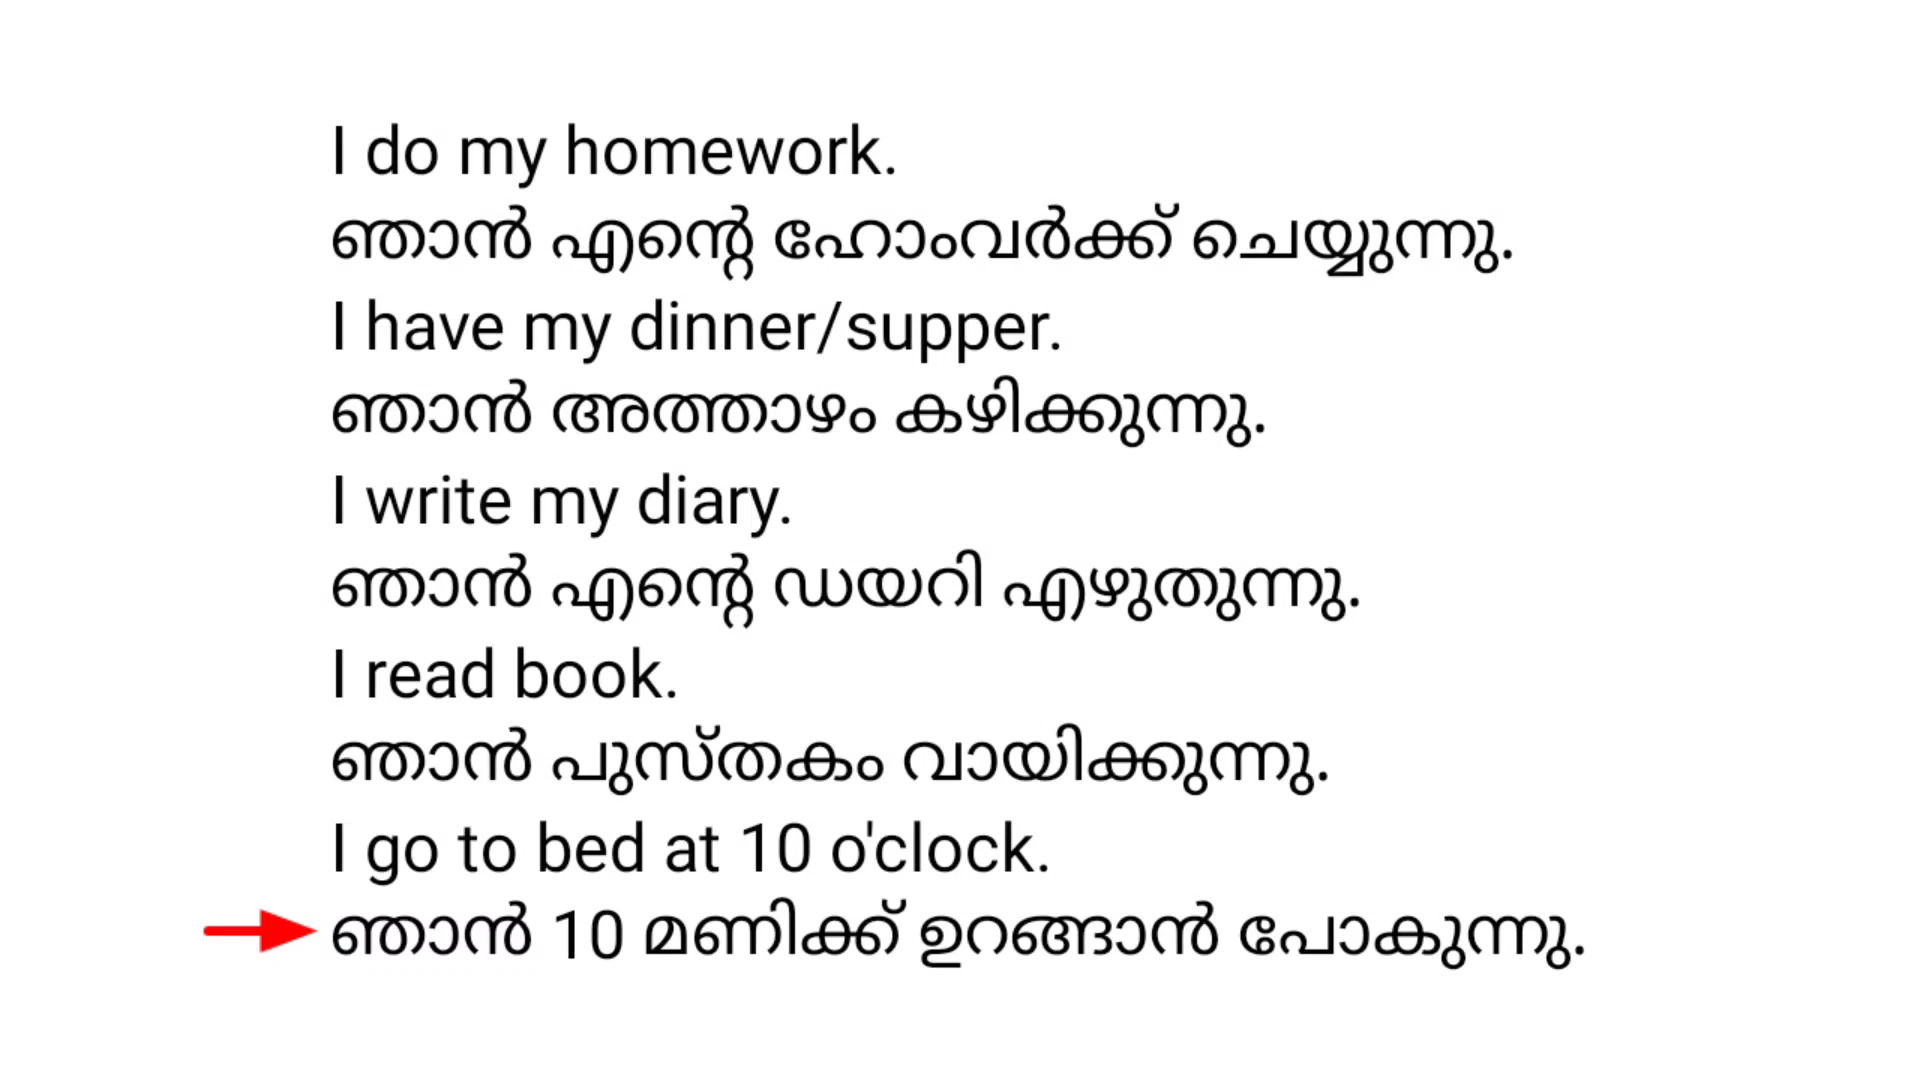 I do my homework.
ഞാൻ എന്റെ ഹോംവർക്ക് ചെയ്യുന്നു.
I have my dinner/supper.
ഞാൻ അത്താഴം കഴിക്കുന്നു.
I write my diary.
ഞാൻ എന്റെ ഡയറി എഴുതുന്നു.
I read book.
ഞാൻ പുസ്തകം വായിക്കുന്നു.
I go to bed at 10 o'clock.
ഞാൻ 10 മണിക്ക് ഉറങ്ങാൻ പോകുന്നു.